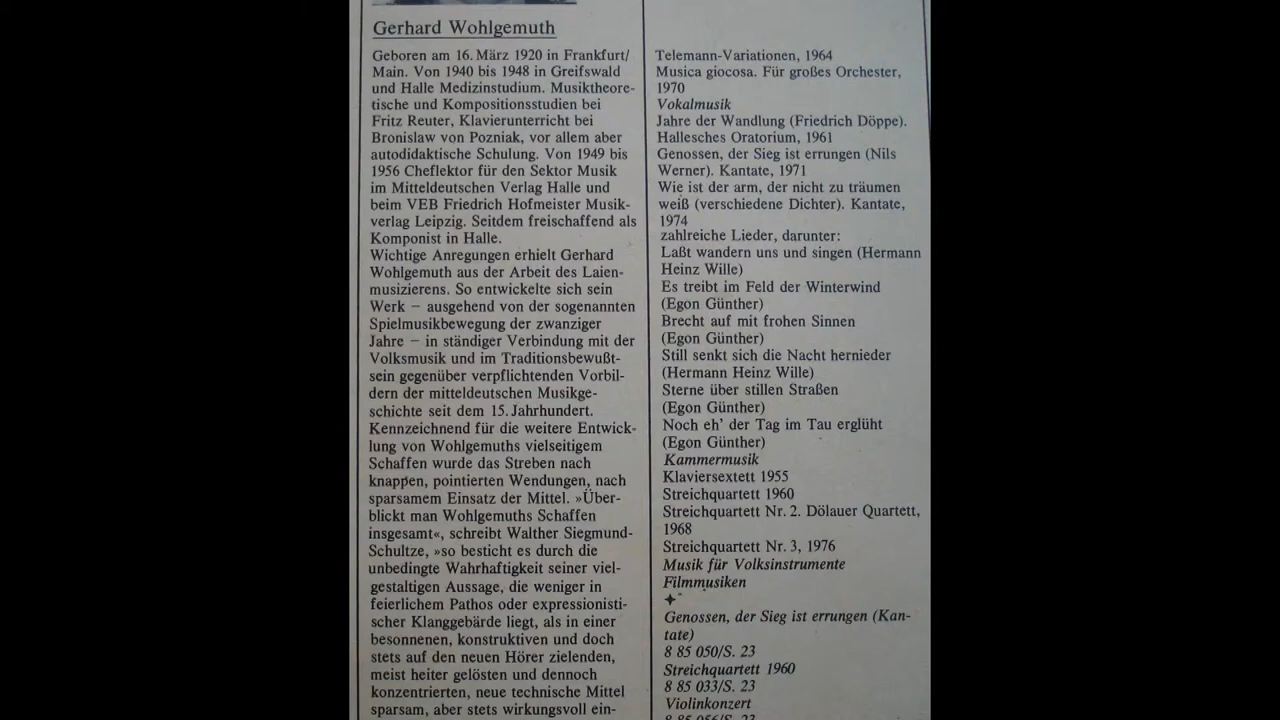 Gerhard Wohlgemuth
Geboren am 16. März 1920 in Frankfurt/
Main. Von 1940 bis 1948 in Greifswald
und Halle Medizinstudium. Musiktheore-
tische und Kompositionsstudien bei
Fritz Reuter, Klavierunterricht bei
Bronislaw von Pozniak, vor allem aber
autodidaktische Schulung. Von 1949 bis
1956 Cheflektor für den Sektor Musik
im Mitteldeutschen Verlag Halle und
beim VEB Friedrich Hofmeister Musik-
verlag Leipzig. Seitdem freischaffend als
Komponist in Halle.
Wichtige Anregungen erhielt Gerhard
Wohlgemuth aus der Arbeit des Laien-
musizierens. So entwickelte sich sein
Werk – ausgehend von der sogenannten
Spielmusikbewegung der zwanziger
Jahre – in ständiger Verbindung mit der
Volksmusik und im Traditionsbewußt-
sein gegenüber verpflichtenden Vorbil-
dern der mitteldeutschen Musikge-
schichte seit dem 15. Jahrhundert.
Kennzeichnend für die weitere Entwick-
lung von Wohlgemuths vielseitigem
Schaffen wurde das Streben nach
knappen, pointierten Wendungen, nach
sparsamem Einsatz der Mittel. »Über-
blickt man Wohlgemuths Schaffen
insgesamt«, schreibt Walther Siegmund-
Schultze, »so besticht es durch die
unbedingte Wahrhaftigkeit seiner viel-
gestaltigen Aussage, die weniger in
feierlichem Pathos oder expressionisti-
scher Klanggebärde liegt, als in einer
besonnenen, konstruktiven und doch
stets auf den neuen Hörer zielenden,
meist heiter gelösten und dennoch
konzentrierten, neue technische Mittel
sparsam, aber stets wirkungsvoll ein-
Telemann-Variationen, 1964
Musica giocosa. Für großes Orchester,
1970
Vokalmusik
Jahre der Wandlung (Friedrich Döppe).
Hallesches Oratorium, 1961
Genossen, der Sieg ist errungen (Nils
Werner). Kantate, 1971
Wie ist der arm, der nicht zu träumen
weiß (verschiedene Dichter). Kantate,
1974
zahlreiche Lieder, darunter:
Laßt wandern uns und singen (Hermann
Heinz Wille)
Es treibt im Feld der Winterwind
(Egon Günther)
Brecht auf mit frohen Sinnen
(Egon Günther)
Still senkt sich die Nacht hernieder
(Hermann Heinz Wille)
Sterne über stillen Straßen
(Egon Günther)
Noch eh' der Tag im Tau erglüht
(Egon Günther)
Kammermusik
Klaviersextett 1955
Streichquartett 1960
Streichquartett Nr. 2. Dölauer Quartett,
1968
Streichquartett Nr. 3, 1976
Musik für Volksinstrumente
Filmmusiken
Genossen, der Sieg ist errungen (Kan-
tate)
8 85 050/S. 23
Streichquartett 1960
8 85 033/S. 23
Violinkonzert
8 85 056/S. 23